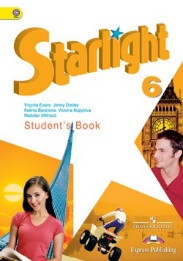 Starlight
6
Virginia Evans Jenny Dooley
Ksenia Baranova Victoria Kopylova
Radislav Millrood
Student's Book
Express Publishing